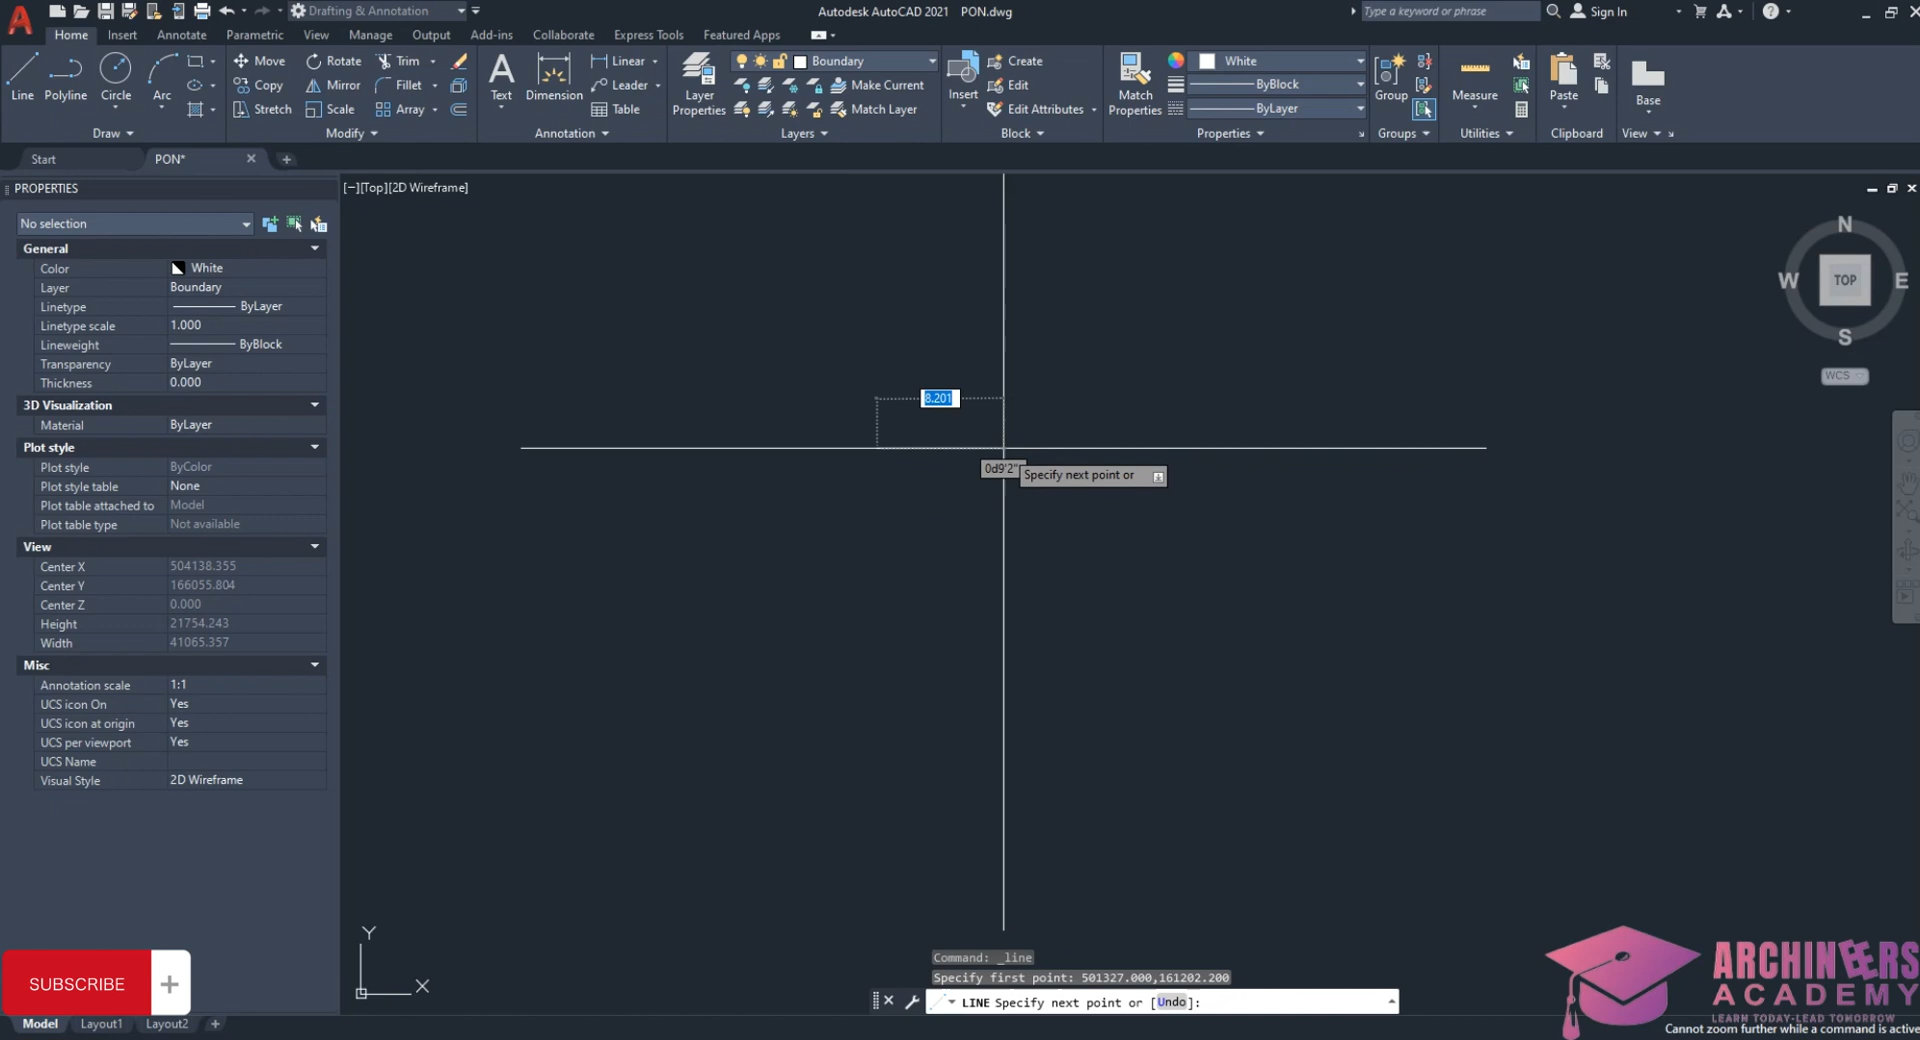 Drafting & Annotation
Autodesk AutoCAD 2021 PON.dwg
Type a keyword or phrase
Sign In
Home Insert Annotate Parametric View Manage Output Add-ins Collaborate Express Tools Featured Apps
Line
Polyline
Circle
Arc
Draw
Move
Rotate
Trim
Copy
Mirror
Fillet
Stretch
Scale
Array
Modify
Text
Dimension
Linear
Leader
Table
Annotation
Layer
Properties
Boundary
Make Current
Match Layer
Layers
Insert
Create
Edit
Edit Attributes
Block
Match
Properties
White
ByBlock
ByLayer
Properties
Group
Groups
Measure
Utilities
Paste
Clipboard
Base
View
Start
PON*
PROPERTIES
No selection
General
Color White
Layer Boundary
Linetype ByLayer
Linetype scale 1.000
Lineweight ByBlock
Transparency ByLayer
Thickness 0.000
3D Visualization
Material ByLayer
Plot style
Plot style ByColor
Plot style table None
Plot table attached to Model
Plot table type Not available
View
Center X 504138.355
Center Y 166055.804
Center Z 0.000
Height 21754.243
Width 41065.357
Misc
Annotation scale 1:1
UCS icon On Yes
UCS icon at origin Yes
UCS per viewport Yes
UCS Name
Visual Style 2D Wireframe
[−][Top][2D Wireframe]
N
W TOP E
S
WCS
8.201
0d9'2"
Specify next point or
Y
X
Command: _line
Specify first point: 501327.000,161202.200
LINE Specify next point or [Undo]:
SUBSCRIBE +
Model Layout1 Layout2 +
ARCHINEERS
ACADEMY
LEARN TODAY-LEAD TOMORROW
Cannot zoom further while a command is active